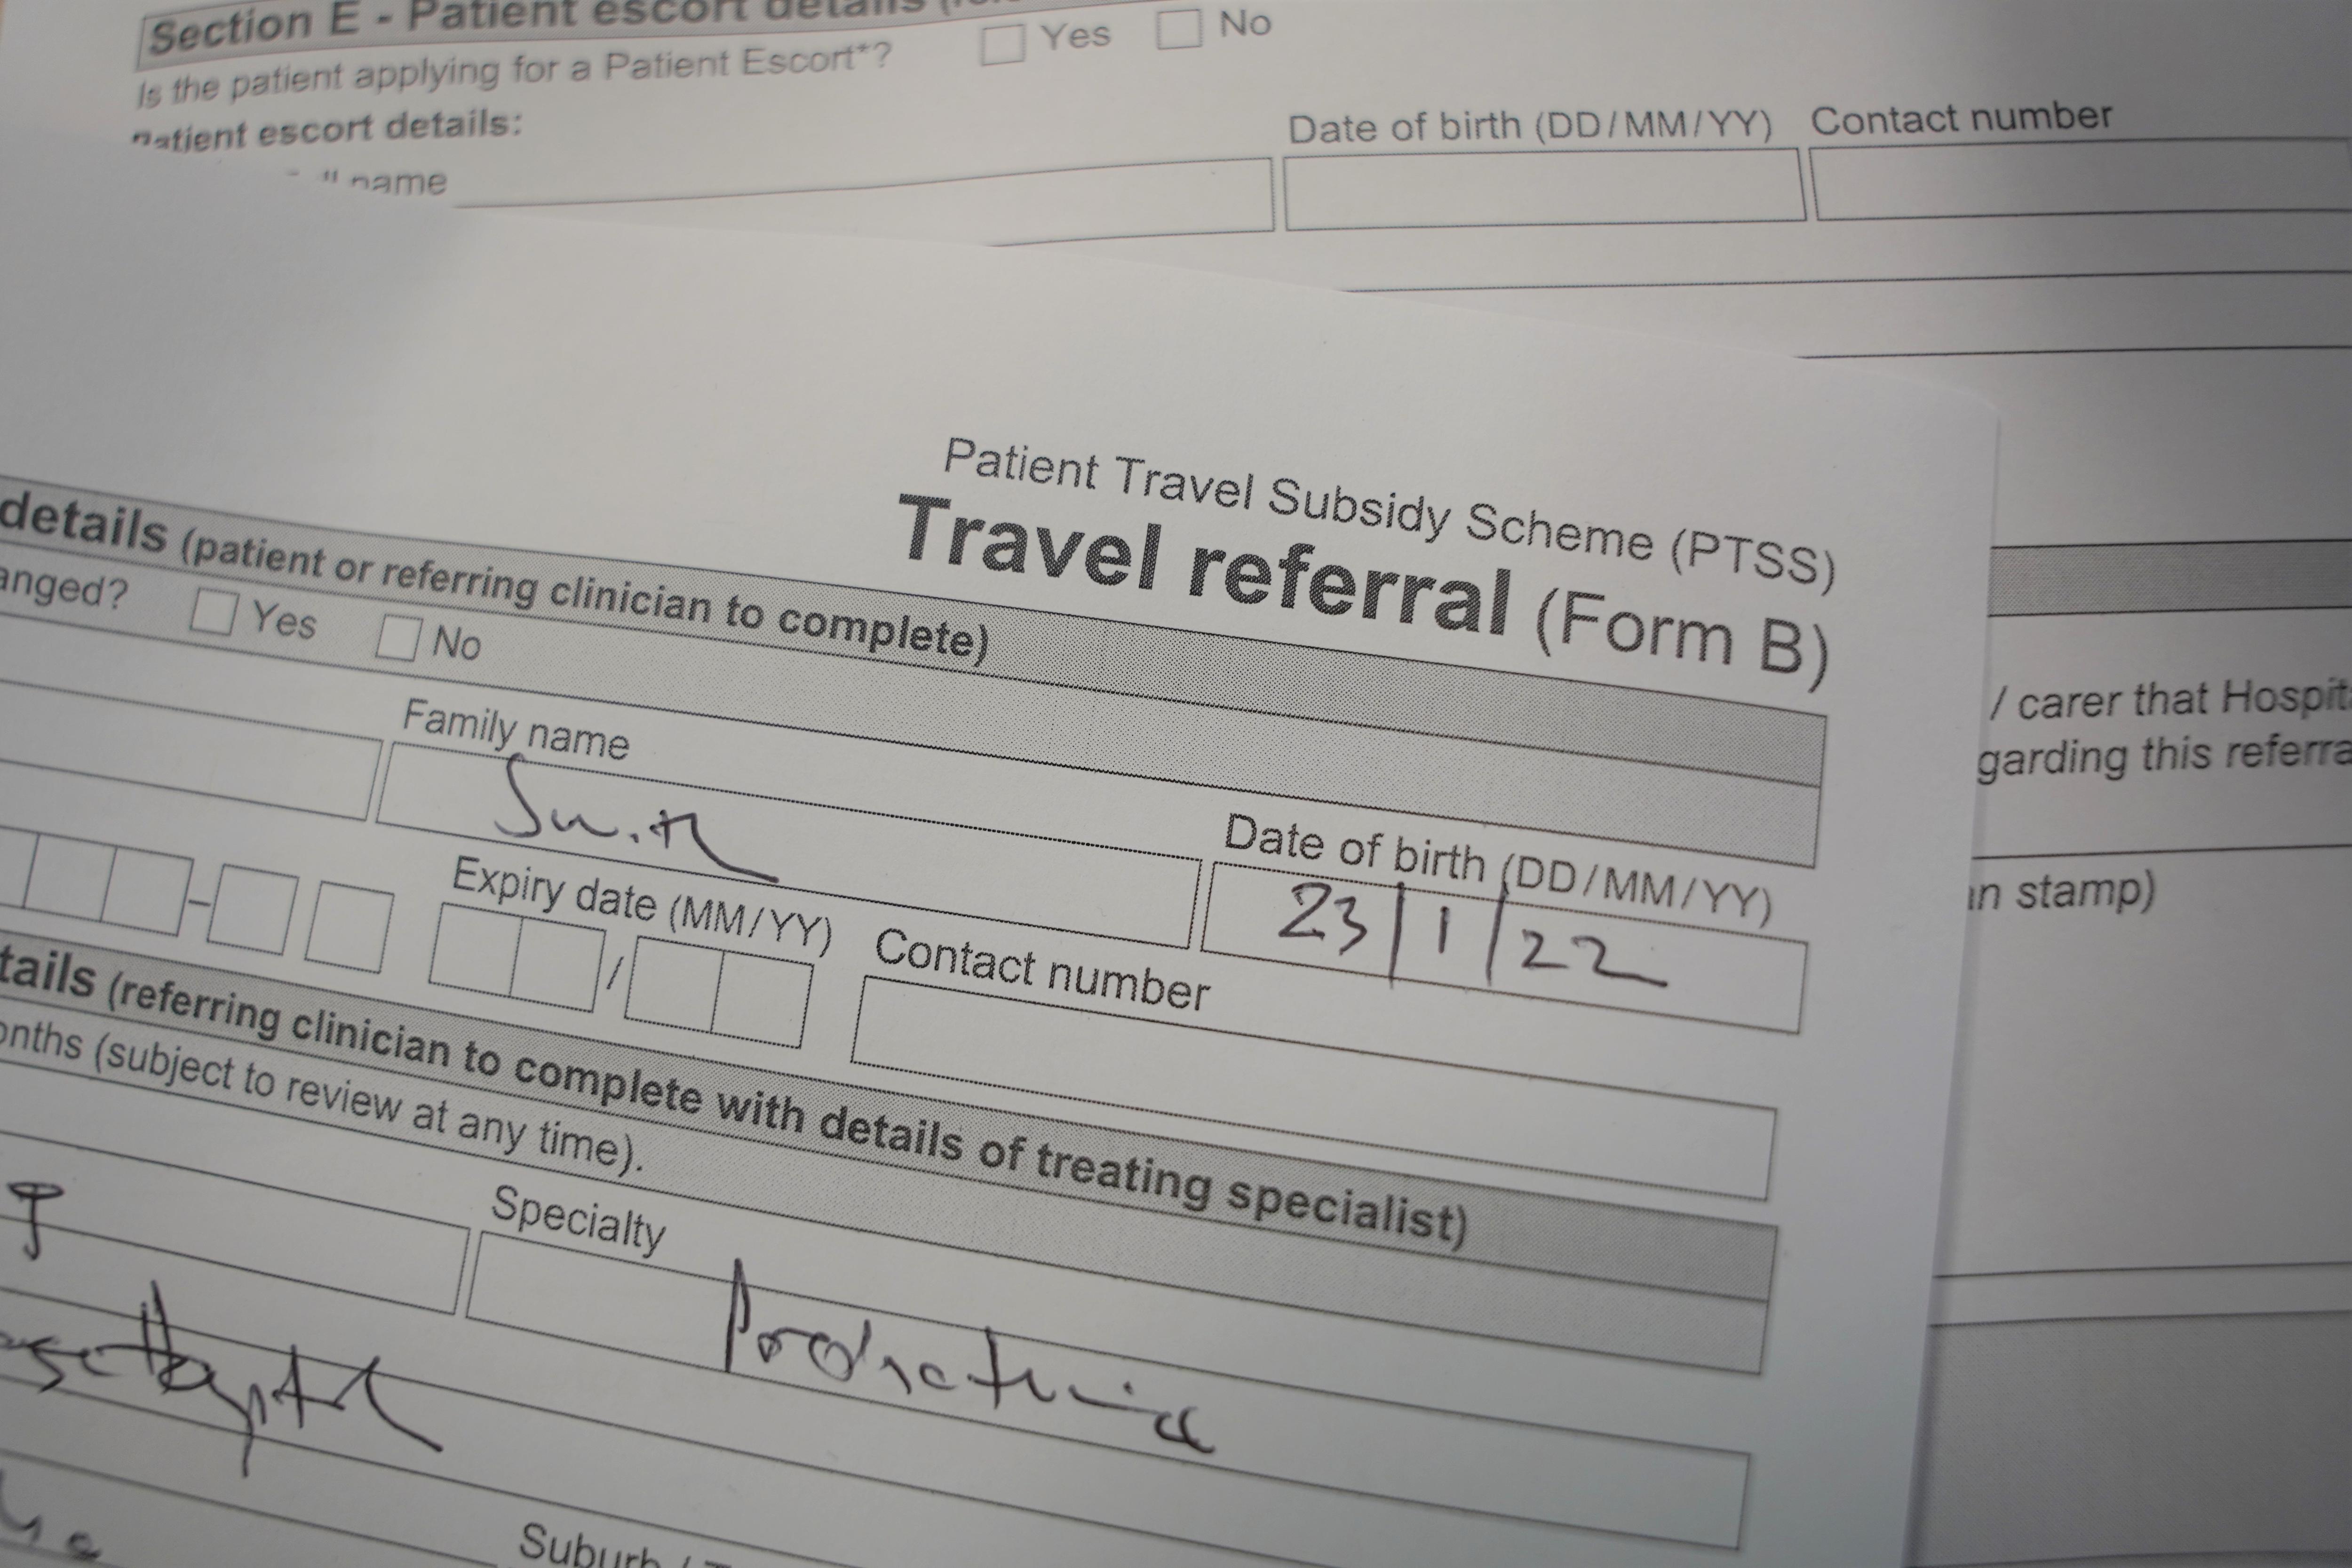 Section E - Patient escort details
Is the patient applying for a Patient Escort*? Yes No
patient escort details:
name
Date of birth (DD/MM/YY) Contact number
Patient Travel Subsidy Scheme (PTSS)
Travel referral (Form B)
details (patient or referring clinician to complete)
anged? Yes No
Family name
Smith
Date of birth (DD/MM/YY)
23/1/22
Expiry date (MM/YY)
Contact number
tails (referring clinician to complete with details of treating specialist)
onths (subject to review at any time).
Specialty
Suburb /
/ carer that Hospit
garding this referra
n stamp)